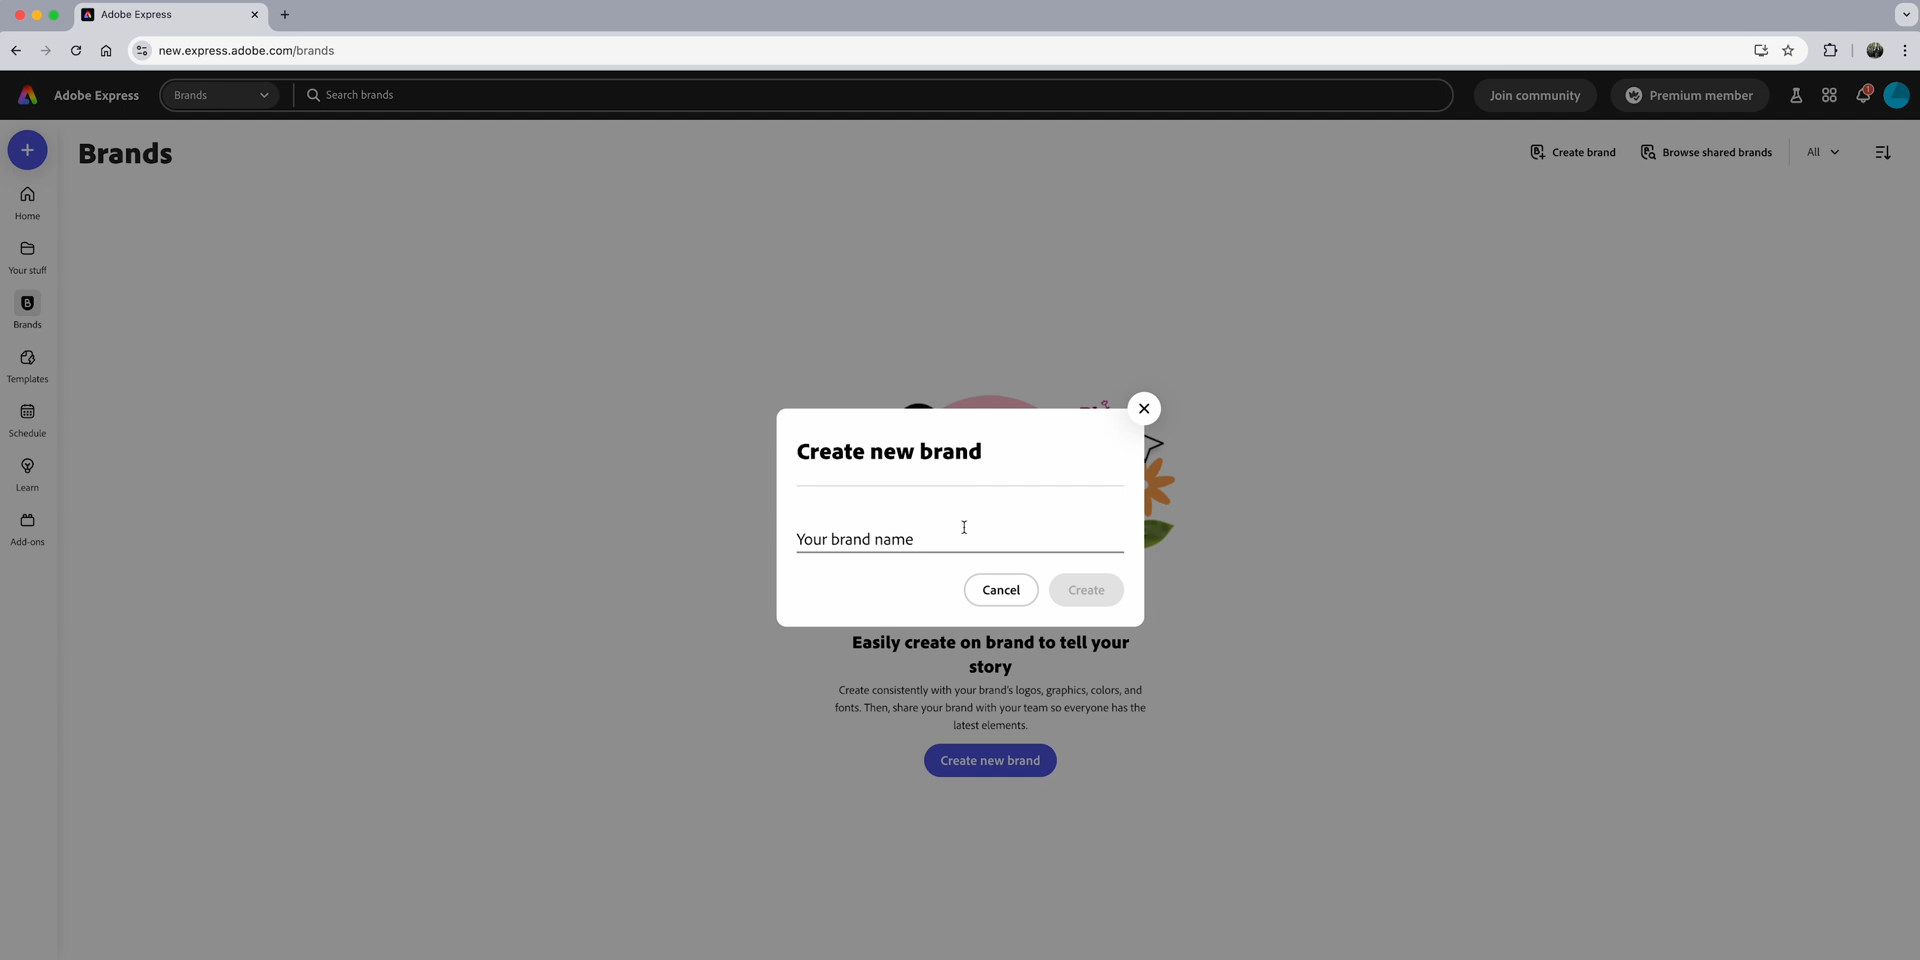 Adobe Express
new.express.adobe.com/brands
Adobe Express
Brands
Search brands
Join community
Premium member
1
Brands
Create brand
Browse shared brands
All
Home
Your stuff
Brands
Templates
Schedule
Learn
Add-ons
Create new brand
Your brand name
Cancel
Create
Easily create on brand to tell your
story
Create consistently with your brand's logos, graphics, colors, and
fonts. Then, share your brand with your team so everyone has the
latest elements.
Create new brand